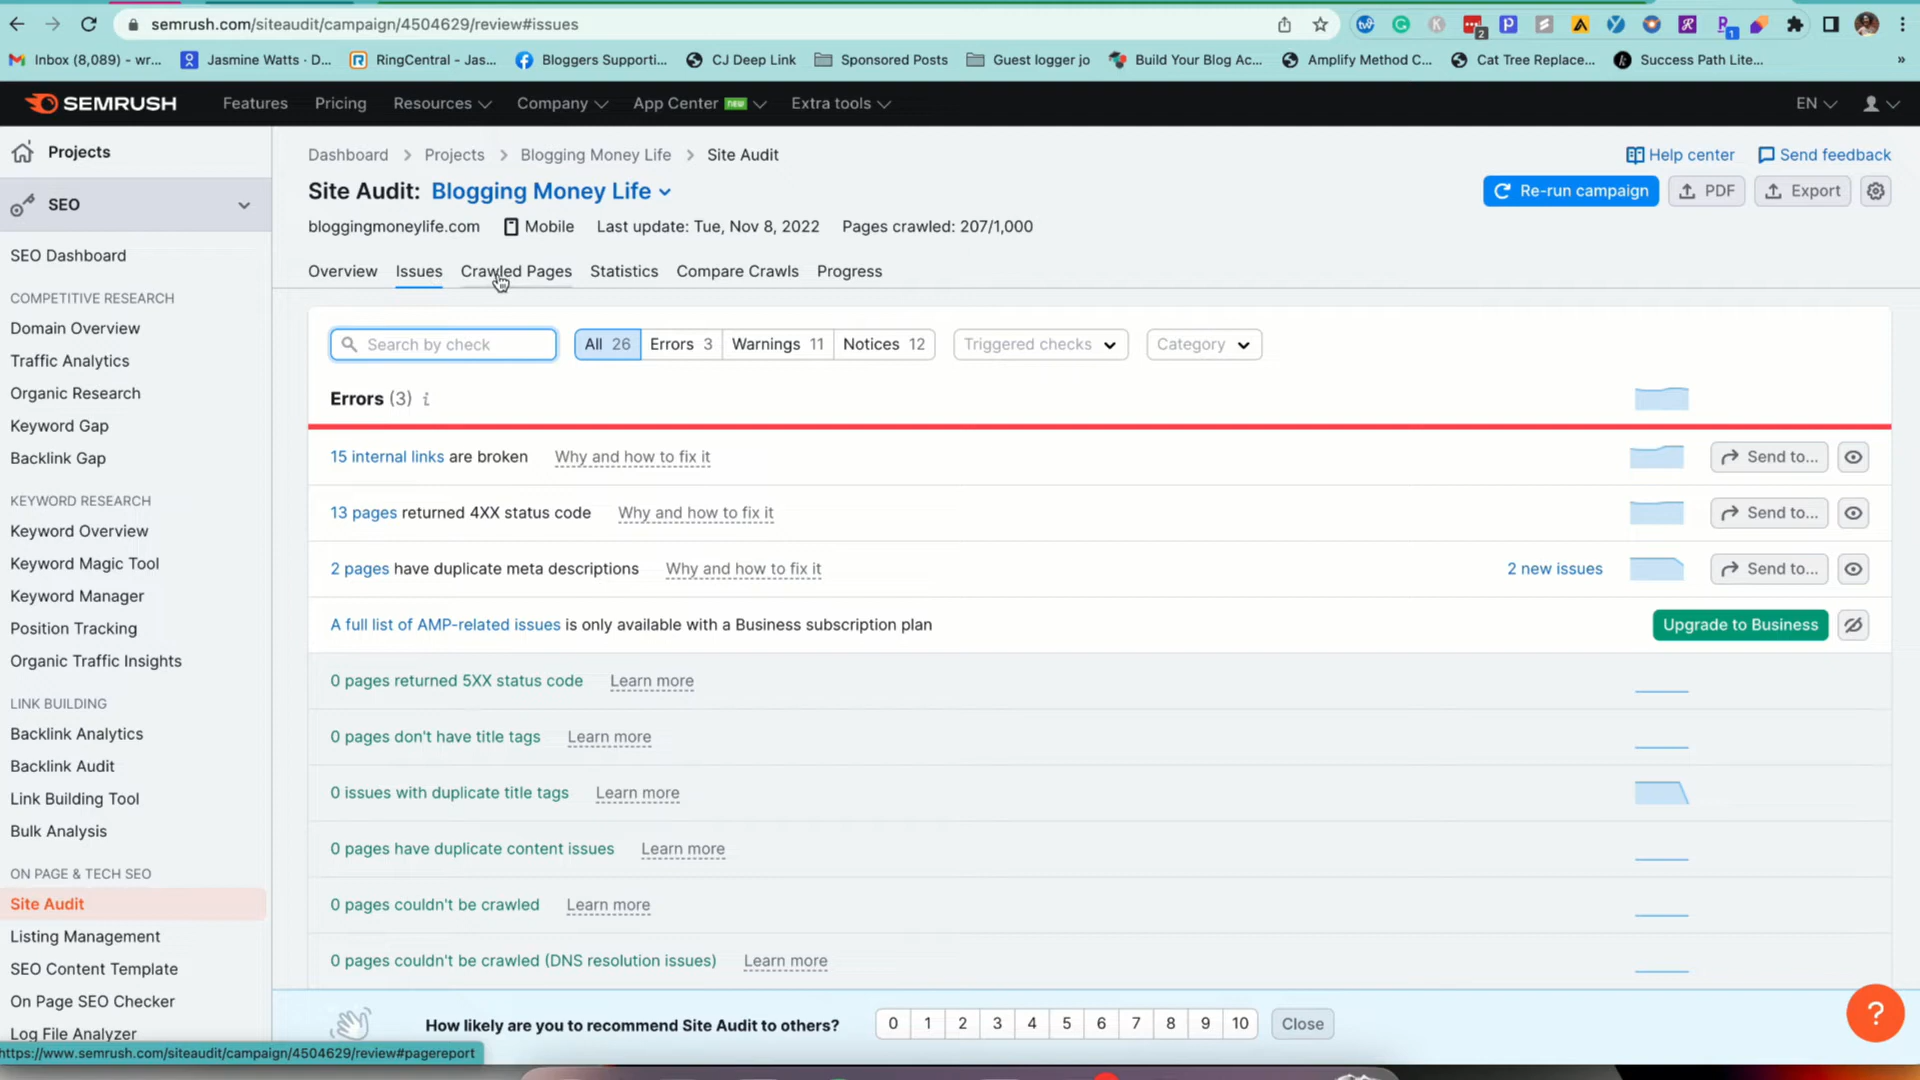 semrush.com/siteaudit/campaign/4504629/review#issues
2
1
Inbox (8,089) - wr...
Jasmine Watts · D...
RingCentral - Jas...
Bloggers Supporti...
CJ Deep Link
Sponsored Posts
Guest logger jo
Build Your Blog Ac...
Amplify Method C...
Cat Tree Replace...
Success Path Lite...
»
SEMRUSH
Features
Pricing
Resources
Company
App Center new
Extra tools
EN
Projects
SEO
SEO Dashboard
COMPETITIVE RESEARCH
Domain Overview
Traffic Analytics
Organic Research
Keyword Gap
Backlink Gap
KEYWORD RESEARCH
Keyword Overview
Keyword Magic Tool
Keyword Manager
Position Tracking
Organic Traffic Insights
LINK BUILDING
Backlink Analytics
Backlink Audit
Link Building Tool
Bulk Analysis
ON PAGE & TECH SEO
Site Audit
Listing Management
SEO Content Template
On Page SEO Checker
Log File Analyzer
https://www.semrush.com/siteaudit/campaign/4504629/review#pagereport
Dashboard > Projects > Blogging Money Life > Site Audit
Help center
Send feedback
Site Audit: Blogging Money Life
Re-run campaign
PDF
Export
bloggingmoneylife.com Mobile Last update: Tue, Nov 8, 2022 Pages crawled: 207/1,000
Overview Issues Crawled Pages Statistics Compare Crawls Progress
Search by check
All 26 Errors 3 Warnings 11 Notices 12
Triggered checks
Category
Errors (3) i
15 internal links are broken Why and how to fix it Send to...
13 pages returned 4XX status code Why and how to fix it Send to...
2 pages have duplicate meta descriptions Why and how to fix it 2 new issues Send to...
A full list of AMP-related issues is only available with a Business subscription plan Upgrade to Business
0 pages returned 5XX status code Learn more
0 pages don't have title tags Learn more
0 issues with duplicate title tags Learn more
0 pages have duplicate content issues Learn more
0 pages couldn't be crawled Learn more
0 pages couldn't be crawled (DNS resolution issues) Learn more
How likely are you to recommend Site Audit to others? 0 1 2 3 4 5 6 7 8 9 10 Close
?